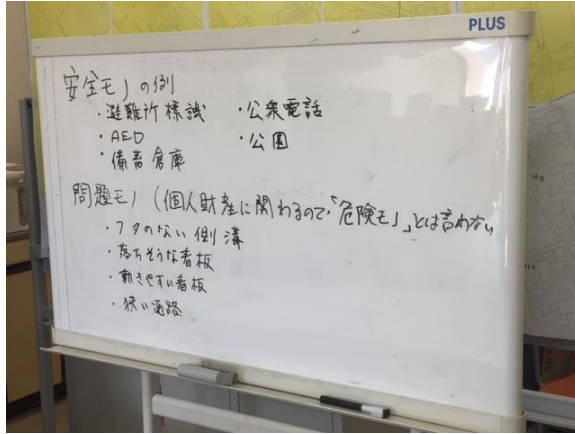 PLUS
安全モノの例
・避難所標識 ・公衆電話
・AED ・公園
・備蓄倉庫
問題モノ（個人財産に関わるので、「危険モノ」とは言わない
・フタのない側溝
・落ちそうな看板
・動きやすい看板
・狭い通路
H-g